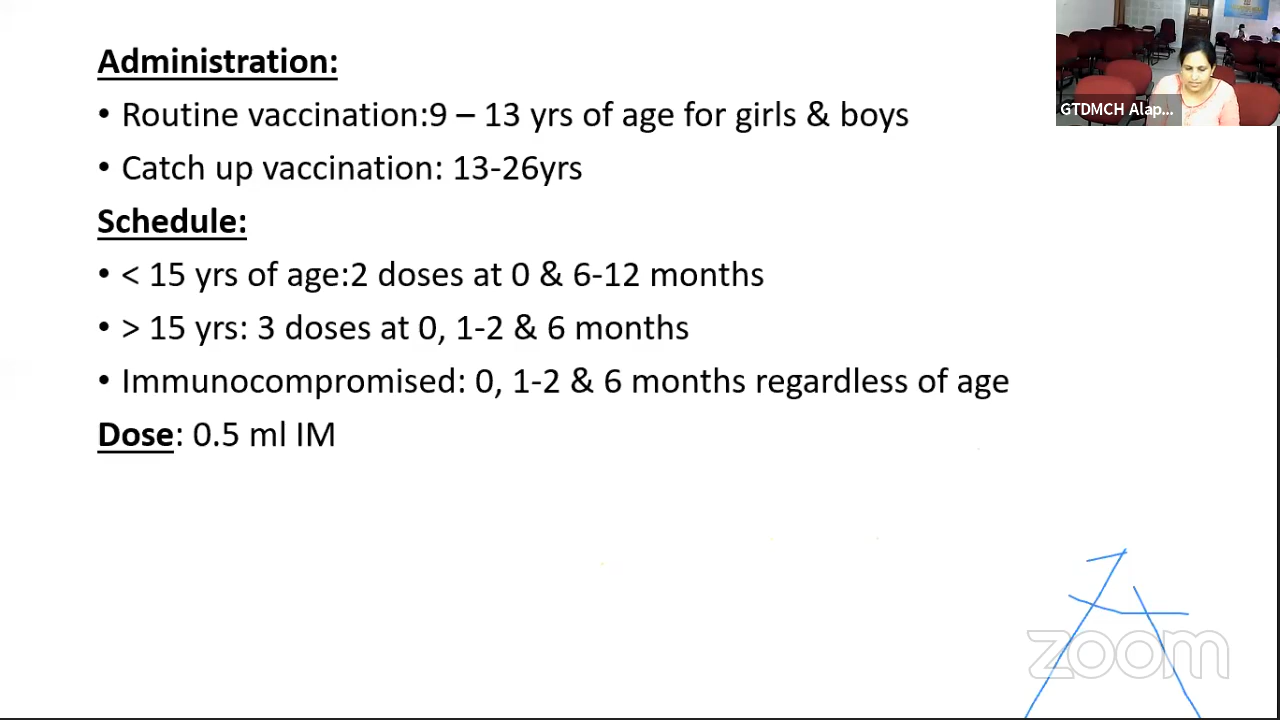 Administration:
• Routine vaccination:9 – 13 yrs of age for girls & boys
• Catch up vaccination: 13-26yrs
Schedule:
• < 15 yrs of age:2 doses at 0 & 6-12 months
• > 15 yrs: 3 doses at 0, 1-2 & 6 months
• Immunocompromised: 0, 1-2 & 6 months regardless of age
Dose: 0.5 ml IM
GTDMCH Alap...
zoom